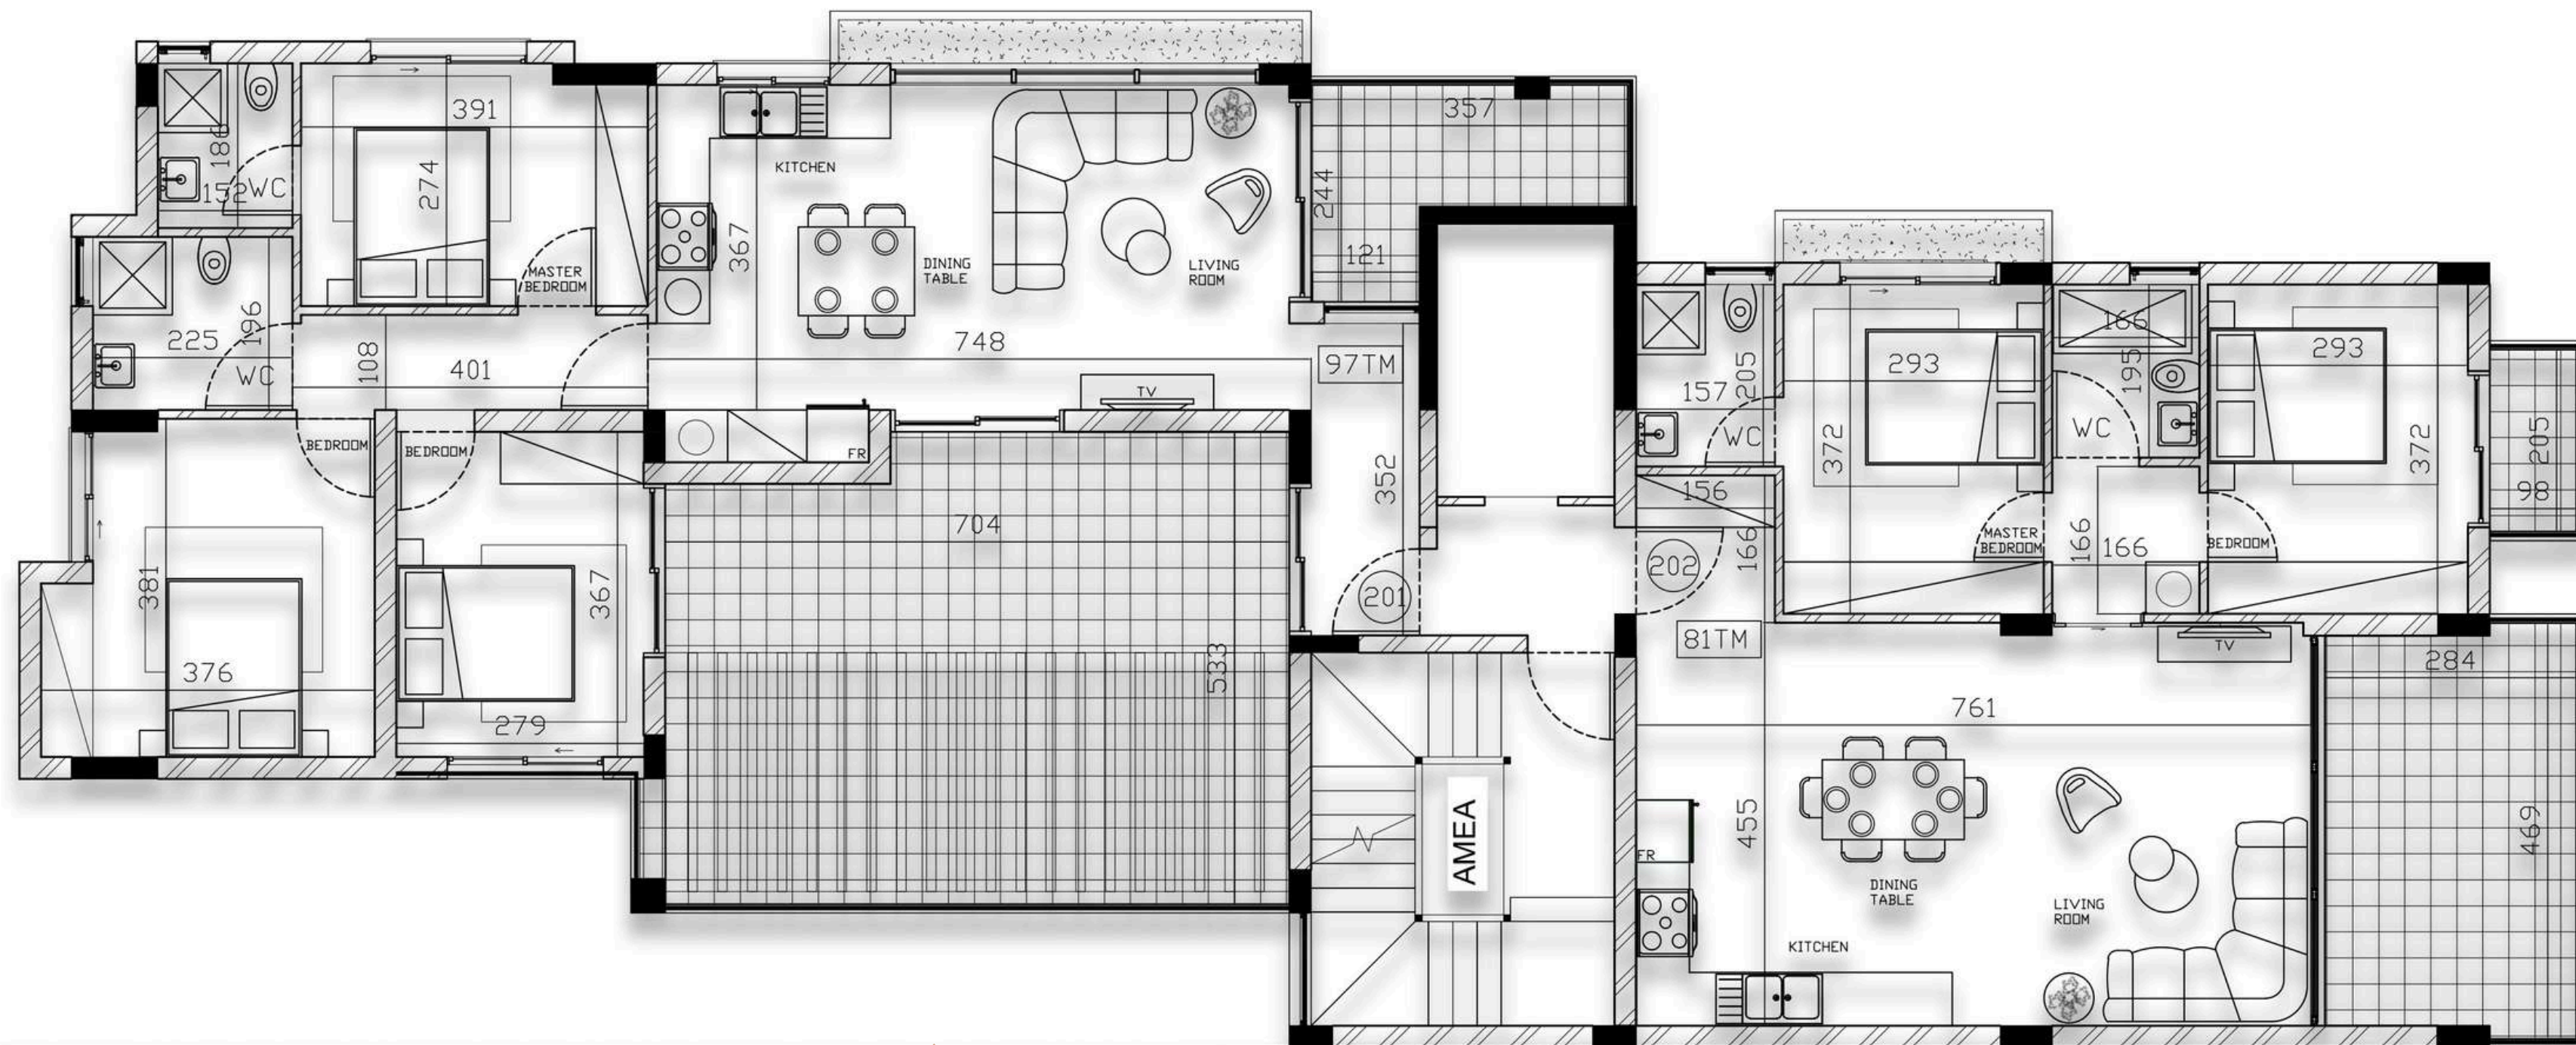 391
274
186
152
WC
MASTER
BEDROOM
225
196
WC
108
401
KITCHEN
367
DINING
TABLE
LIVING
ROOM
748
TV
357
244
121
97TM
352
201
BEDROOM
BEDROOM
381
376
367
279
FR
704
533
AMEA
157
205
WC
156
202
166
81TM
293
372
MASTER
BEDROOM
166
195
WC
166
166
293
372
BEDROOM
205
98
TV
284
761
469
455
FR
DINING
TABLE
LIVING
ROOM
KITCHEN